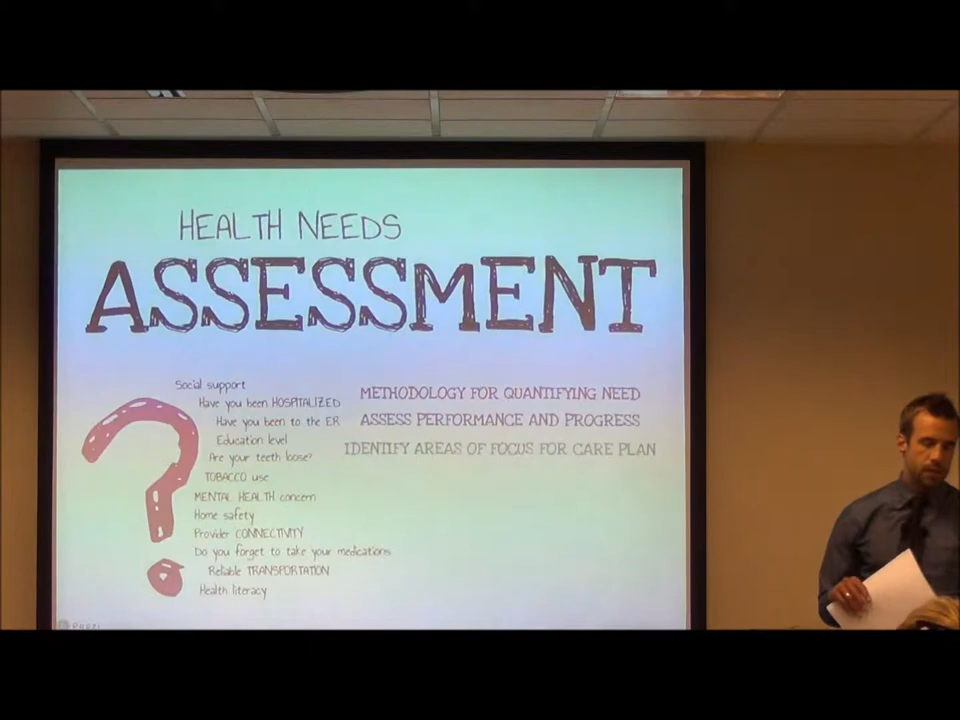 HEALTH NEEDS
ASSESSMENT
Social support
Have you been HOSPITALIZED
Have you been to the ER
Education level
Are your teeth loose?
TOBACCO use
MENTAL HEALTH concern
Home safety
Provider CONNECTIVITY
Do you forget to take your medications
Reliable TRANSPORTATION
Health literacy
METHODOLOGY FOR QUANTIFYING NEED
ASSESS PERFORMANCE AND PROGRESS
IDENTIFY AREAS OF FOCUS FOR CARE PLAN
Prezi